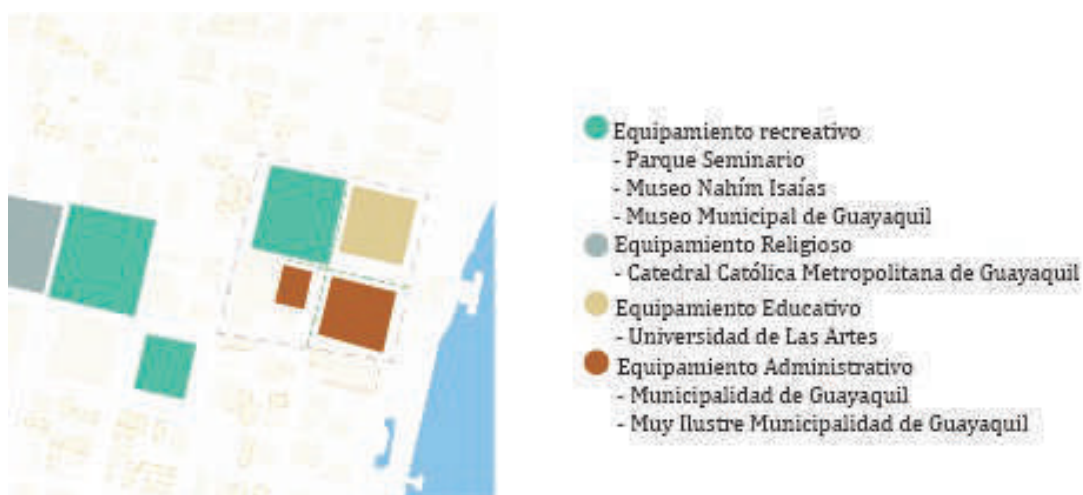 Equipamiento recreativo
- Parque Seminario
- Museo Nahím Isaías
- Museo Municipal de Guayaquil
Equipamiento Religioso
- Catedral Católica Metropolitana de Guayaquil
Equipamiento Educativo
- Universidad de Las Artes
Equipamiento Administrativo
- Municipalidad de Guayaquil
- Muy Ilustre Municipalidad de Guayaquil